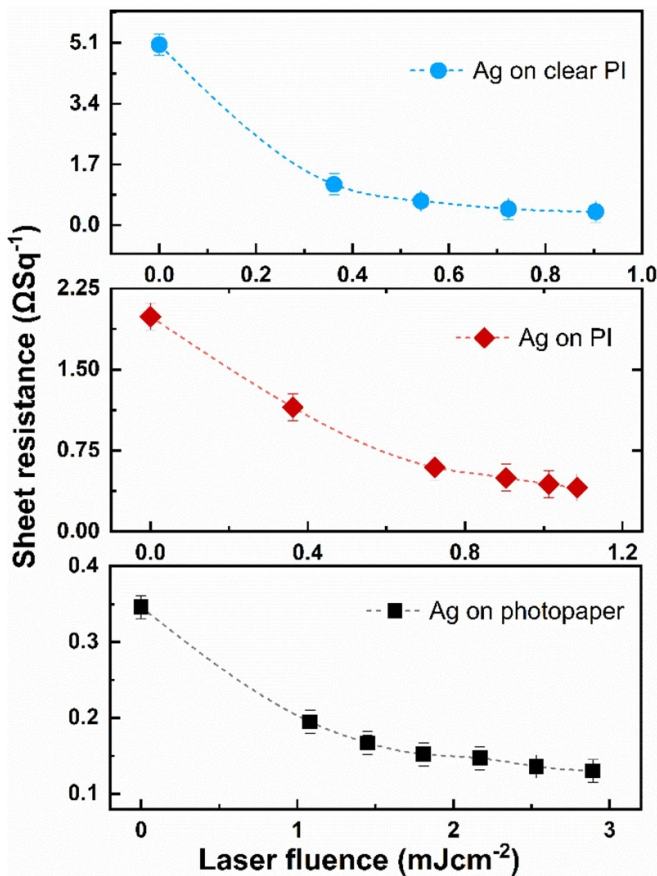 Sheet resistance (ΩSq⁻¹)
5.1
3.4
1.7
0.0
Ag on clear PI
0.0 0.2 0.4 0.6 0.8 1.0
2.25
1.50
0.75
0.00
Ag on PI
0.0 0.4 0.8 1.2
0.4
0.3
0.2
0.1
Ag on photopaper
0 1 2 3
Laser fluence (mJcm⁻²)